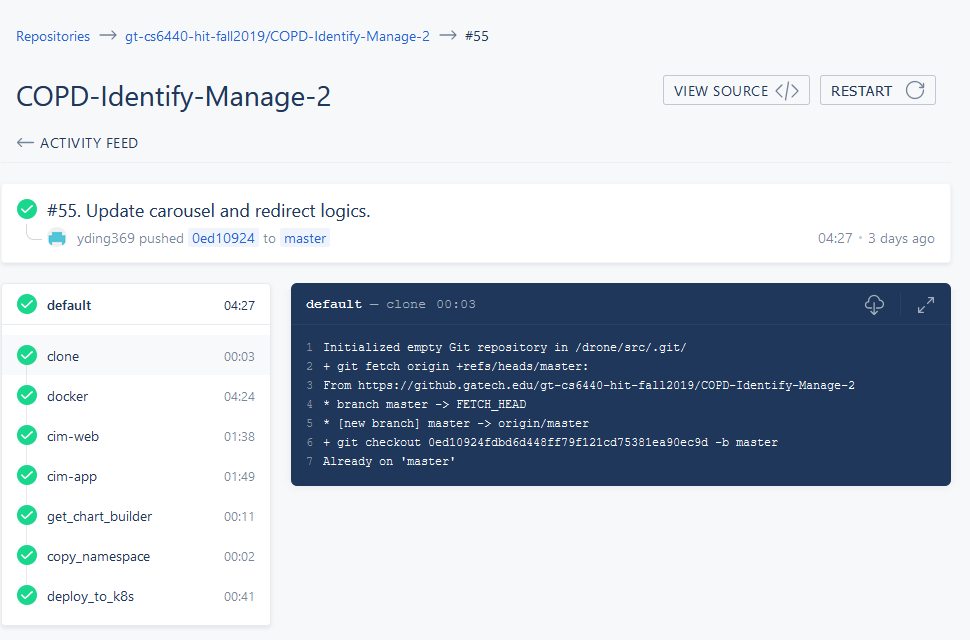 Repositories → gt-cs6440-hit-fall2019/COPD-Identify-Manage-2 → #55
COPD-Identify-Manage-2
VIEW SOURCE </>
RESTART
← ACTIVITY FEED
#55. Update carousel and redirect logics.
yding369 pushed 0ed10924 to master
04:27 • 3 days ago
default 04:27
clone 00:03
docker 04:24
cim-web 01:38
cim-app 01:49
get_chart_builder 00:11
copy_namespace 00:02
deploy_to_k8s 00:41
default — clone 00:03
1 Initialized empty Git repository in /drone/src/.git/
2 + git fetch origin +refs/heads/master:
3 From https://github.gatech.edu/gt-cs6440-hit-fall2019/COPD-Identify-Manage-2
4 * branch master -> FETCH_HEAD
5 * [new branch] master -> origin/master
6 + git checkout 0ed10924fdbd6d448ff79f121cd75381ea90ec9d -b master
7 Already on 'master'